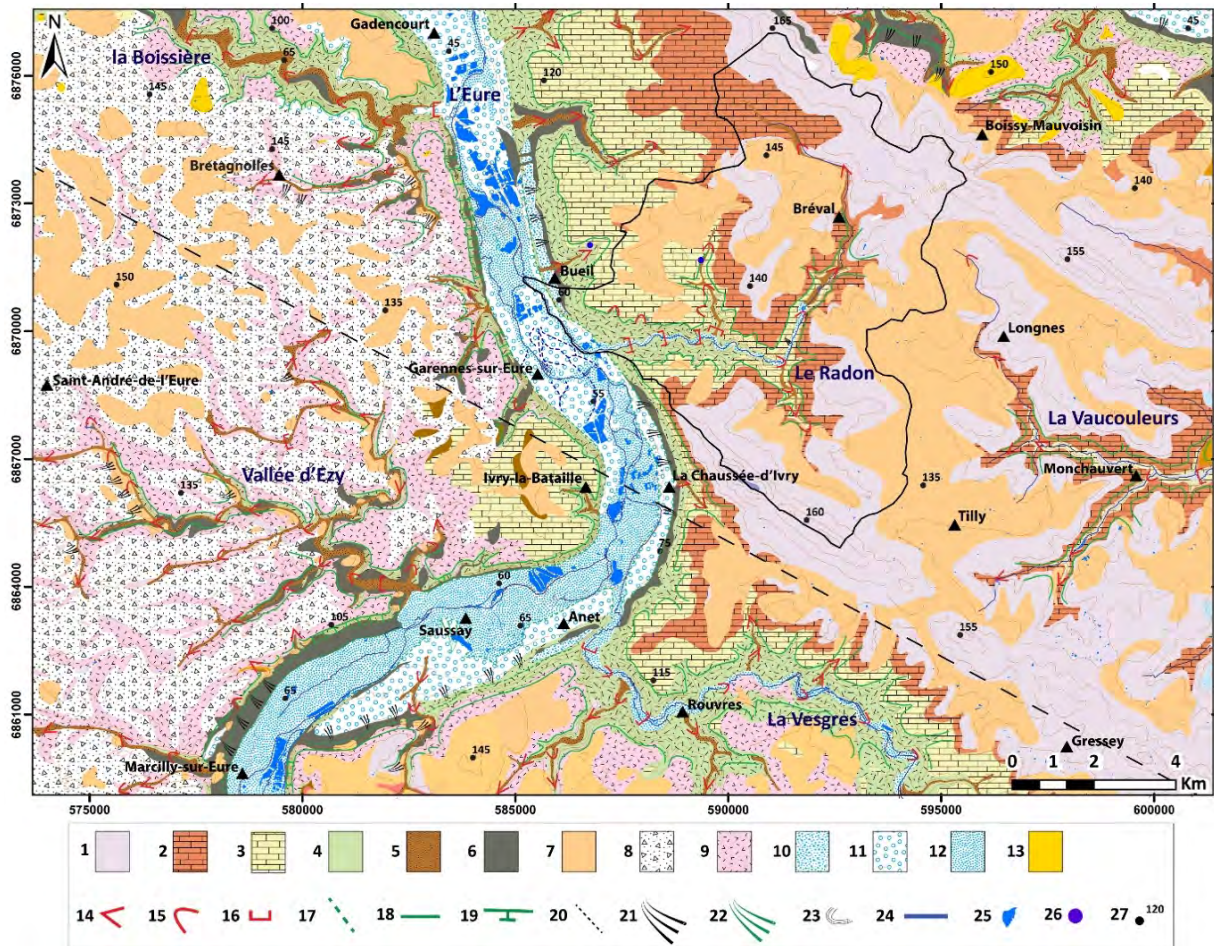 N
Gadencourt
100
165
45
45
65
la Boissière
120
150
6876000
145
L'Eure
Boissy-Mauvoisin
145
145
Brétagnolles
140
6873000
Bréval
155
Bueil
150
60
140
135
6870000
Longnes
Le Radon
Garennes-sur-Eure
Saint-André-de-l'Eure
55
La Vaucouleurs
6867000
Vallée d'Ezy
Ivry-la-Bataille
La Chaussée-d'Ivry
Monchauvert
135
135
160
Tilly
75
6864000
60
105
Saussay
65
Anet
155
65
115
6861000
Rouvres
La Vesgres
145
Gressey
Marcilly-sur-Eure
0 1 2 4
Km
575000 580000 585000 590000 595000 600000
1 2 3 4 5 6 7 8 9 10 11 12 13
14 15 16 17 18 19 20 21 22 23 24 25 26 27 120